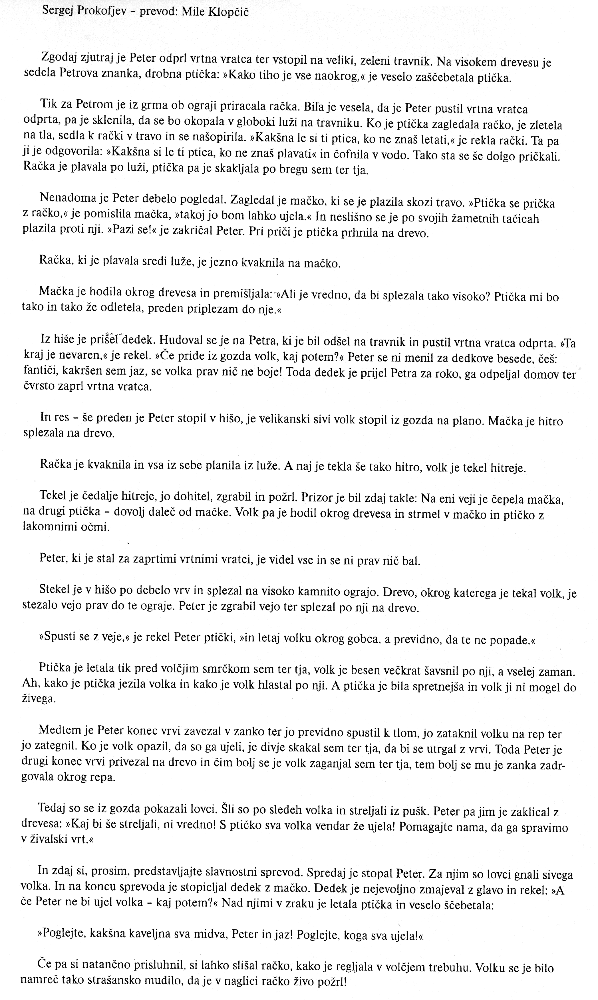 Sergej Prokofjev – prevod: Mile Klopčič
Zgodaj zjutraj je Peter odprl vrtna vratca ter vstopil na veliki, zeleni travnik. Na visokem drevesu je
sedela Petrova znanka, drobna ptička: »Kako tiho je vse naokrog,« je veselo zaščebetala ptička.
Tik za Petrom je iz grma ob ograji priracala račka. Bila je vesela, da je Peter pustil vrtna vratca
odprta, pa je sklenila, da se bo okopala v globoki luži na travniku. Ko je ptička zagledala račko, je zletela
na tla, sedla k rački v travo in se našopirila. »Kakšna le si ti ptica, ko ne znaš letati,« je rekla rački. Ta pa
ji je odgovorila: »Kakšna si le ti ptica, ko ne znaš plavati« in čofnila v vodo. Tako sta se še dolgo pričkali.
Račka je plavala po luži, ptička pa je skakljala po bregu sem ter tja.
Nenadoma je Peter debelo pogledal. Zagledal je mačko, ki se je plazila skozi travo. »Ptička se prička
z račko,« je pomislila mačka, »takoj jo bom lahko ujela.« In neslišno se je po svojih žametnih tačicah
plazila proti nji. »Pazi se!« je zakričal Peter. Pri priči je ptička prhnila na drevo.
Račka, ki je plavala sredi luže, je jezno kvaknila na mačko.
Mačka je hodila okrog drevesa in premišljala: »Ali je vredno, da bi splezala tako visoko? Ptička mi bo
tako in tako že odletela, preden priplezam do nje.«
Iz hiše je prišel dedek. Hudoval se je na Petra, ki je bil odšel na travnik in pustil vrtna vratca odprta. »Ta
kraj je nevaren,« je rekel. »Če pride iz gozda volk, kaj potem?« Peter se ni menil za dedkove besede, češ:
fantiči, kakršen sem jaz, se volka prav nič ne boje! Toda dedek je prijel Petra za roko, ga odpeljal domov ter
čvrsto zaprl vrtna vratca.
In res – še preden je Peter stopil v hišo, je velikanski sivi volk stopil iz gozda na plano. Mačka je hitro
splezala na drevo.
Račka je kvaknila in vsa iz sebe planila iz luže. A naj je tekla še tako hitro, volk je tekel hitreje.
Tekel je čedalje hitreje, jo dohitel, zgrabil in požrl. Prizor je bil zdaj takle: Na eni veji je čepela mačka,
na drugi ptička – dovolj daleč od mačke. Volk pa je hodil okrog drevesa in strmel v mačko in ptičko z
lakomnimi očmi.
Peter, ki je stal za zaprtimi vrtnimi vratci, je videl vse in se ni prav nič bal.
Stekel je v hišo po debelo vrv in splezal na visoko kamnito ograjo. Drevo, okrog katerega je tekal volk, je
stezalo vejo prav do te ograje. Peter je zgrabil vejo ter splezal po nji na drevo.
»Spusti se z veje,« je rekel Peter ptički, »in letaj volku okrog gobca, a previdno, da te ne popade.«
Ptička je letala tik pred volčjim smrčkom sem ter tja, volk je besen večkrat šavsnil po nji, a vselej zaman.
Ah, kako je ptička jezila volka in kako je volk hlastal po nji. A ptička je bila spretnejša in volk ji ni mogel do
živega.
Medtem je Peter konec vrvi zavezal v zanko ter jo previdno spustil k tlom, jo zataknil volku na rep ter
jo zategnil. Ko je volk opazil, da so ga ujeli, je divje skakal sem ter tja, da bi se utrgal z vrvi. Toda Peter je
drugi konec vrvi privezal na drevo in čim bolj se je volk zaganjal sem ter tja, tem bolj se mu je zanka zadr-
govala okrog repa.
Tedaj so se iz gozda pokazali lovci. Šli so po sledeh volka in streljali iz pušk. Peter pa jim je zaklical z
drevesa: »Kaj bi še streljali, ni vredno! S ptičko sva volka vendar že ujela! Pomagajte nama, da ga spravimo
v živalski vrt.«
In zdaj si, prosim, predstavljajte slavnostni sprevod. Spredaj je stopal Peter. Za njim so lovci gnali sivega
volka. In na koncu sprevoda je stopicljal dedek z mačko. Dedek je nejevoljno zmajeval z glavo in rekel: »A
če Peter ne bi ujel volka – kaj potem?« Nad njimi v zraku je letala ptička in veselo ščebetala:
»Poglejte, kakšna kaveljna sva midva, Peter in jaz! Poglejte, koga sva ujela!«
Če pa si natančno prisluhnil, si lahko slišal račko, kako je regljala v volčjem trebuhu. Volku se je bilo
namreč tako strašansko mudilo, da je v naglici račko živo požrl!